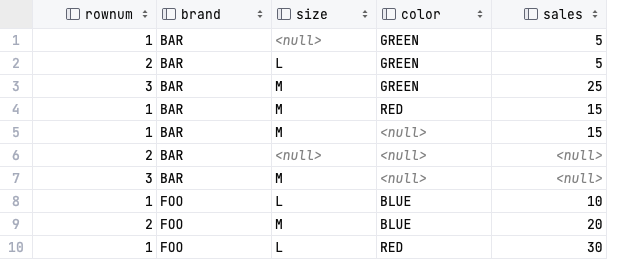 rownum brand size color sales
1 1 BAR <null> GREEN 5
2 2 BAR L GREEN 5
3 3 BAR M GREEN 25
4 1 BAR M RED 15
5 1 BAR M <null> 15
6 2 BAR <null> <null> <null>
7 3 BAR M <null> <null>
8 1 FOO L BLUE 10
9 2 FOO M BLUE 20
10 1 FOO L RED 30